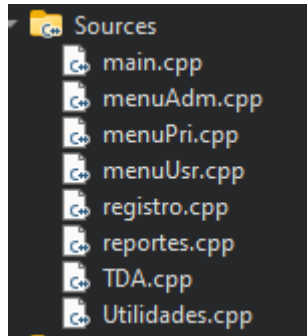 Sources
main.cpp
menuAdm.cpp
menuPri.cpp
menuUsr.cpp
registro.cpp
reportes.cpp
TDA.cpp
Utilidades.cpp